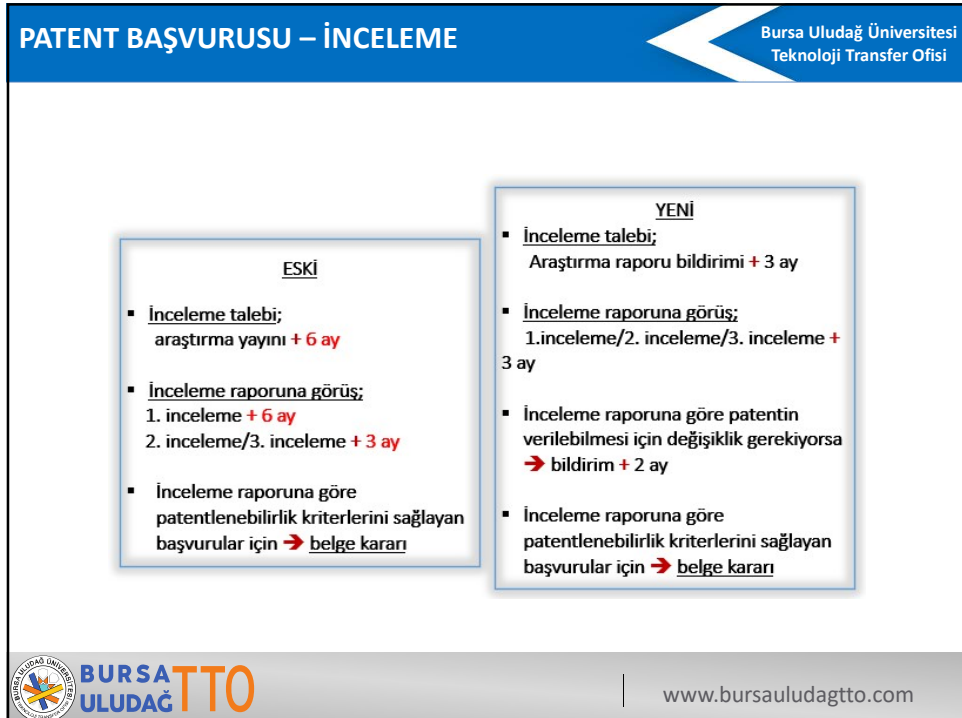 PATENT BAŞVURUSU – İNCELEME
Bursa Uludağ Üniversitesi
Teknoloji Transfer Ofisi
ESKİ
▪ İnceleme talebi;
araştırma yayını + 6 ay
▪ İnceleme raporuna görüş;
1. inceleme + 6 ay
2. inceleme/3. inceleme + 3 ay
▪ İnceleme raporuna göre
patentlenebilirlik kriterlerini sağlayan
başvurular için ➔ belge kararı
YENİ
▪ İnceleme talebi;
Araştırma raporu bildirimi + 3 ay
▪ İnceleme raporuna görüş;
1.inceleme/2. inceleme/3. inceleme +
3 ay
▪ İnceleme raporuna göre patentin
verilebilmesi için değişiklik gerekiyorsa
➔ bildirim + 2 ay
▪ İnceleme raporuna göre
patentlenebilirlik kriterlerini sağlayan
başvurular için ➔ belge kararı
BURSA
ULUDAĞ
TTO
www.bursauludagtto.com